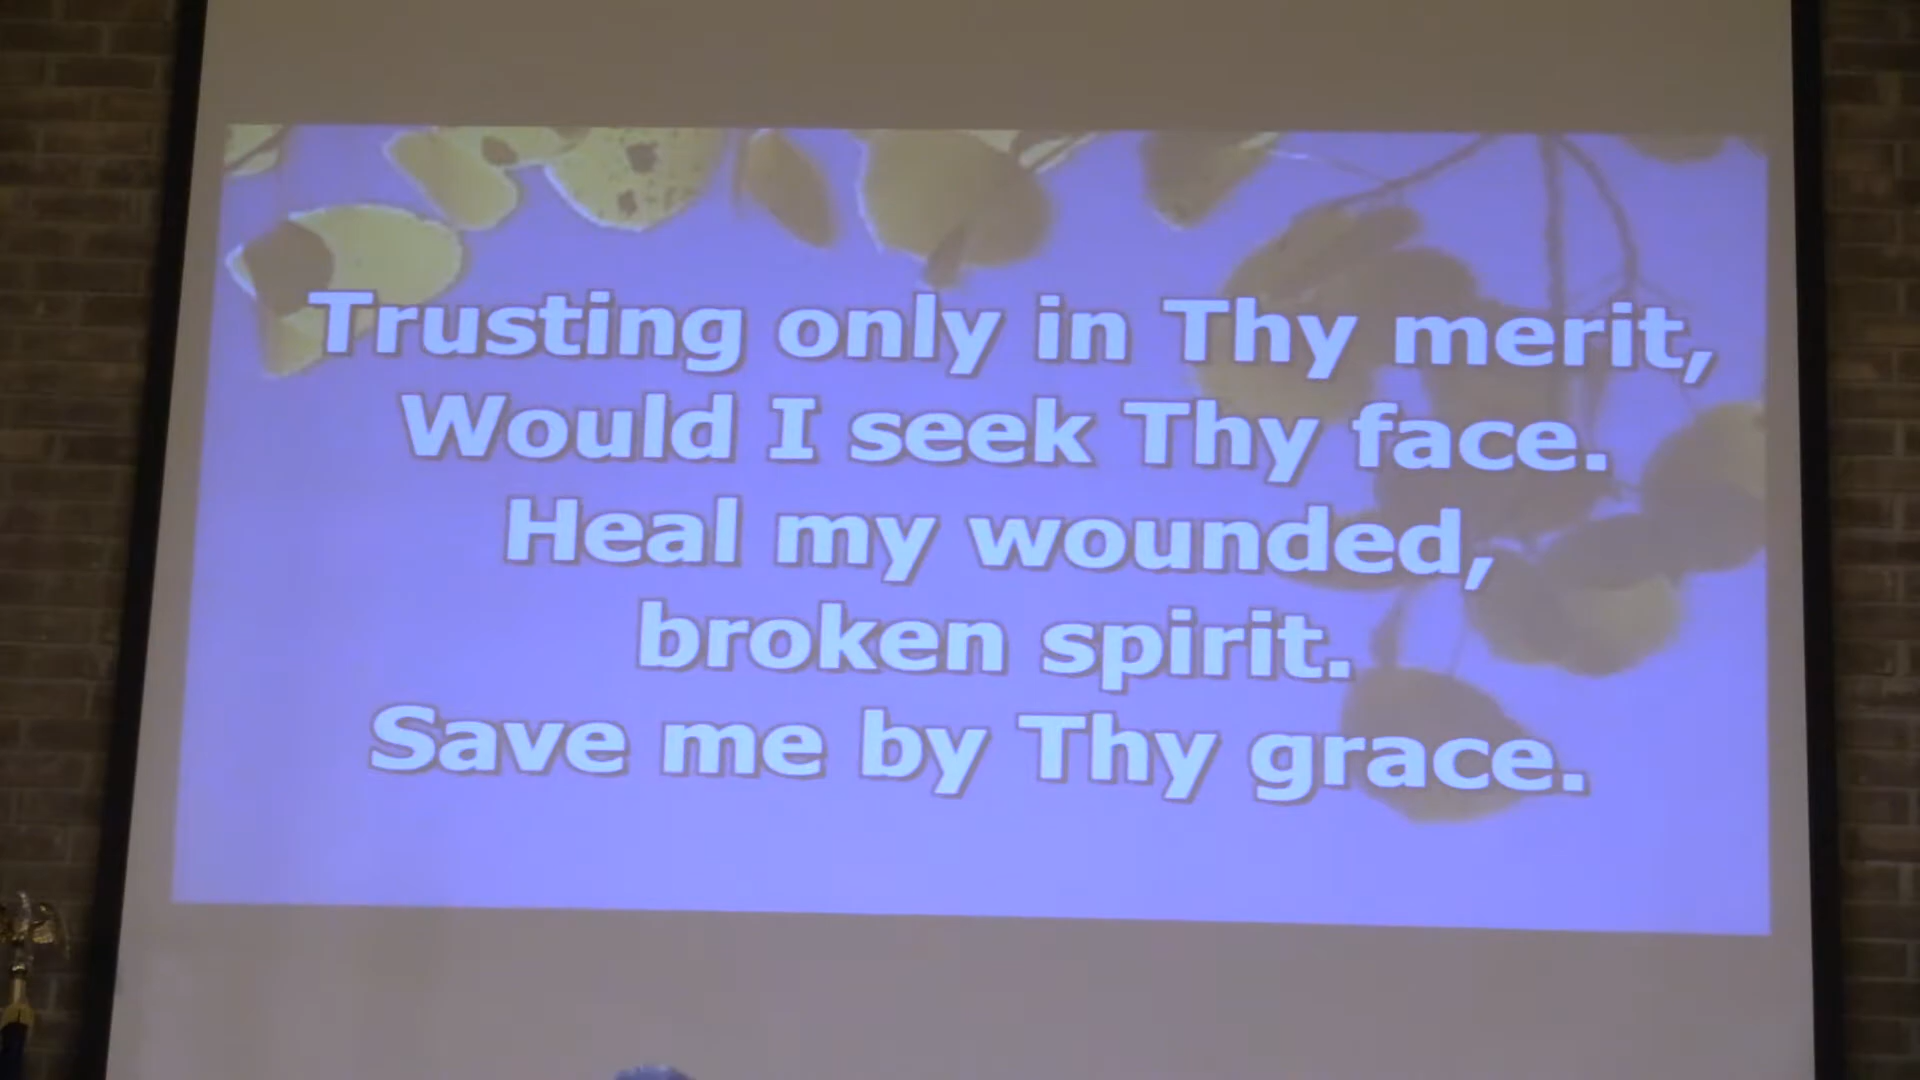 Trusting only in Thy merit,
Would I seek Thy face.
Heal my wounded,
broken spirit.
Save me by Thy grace.